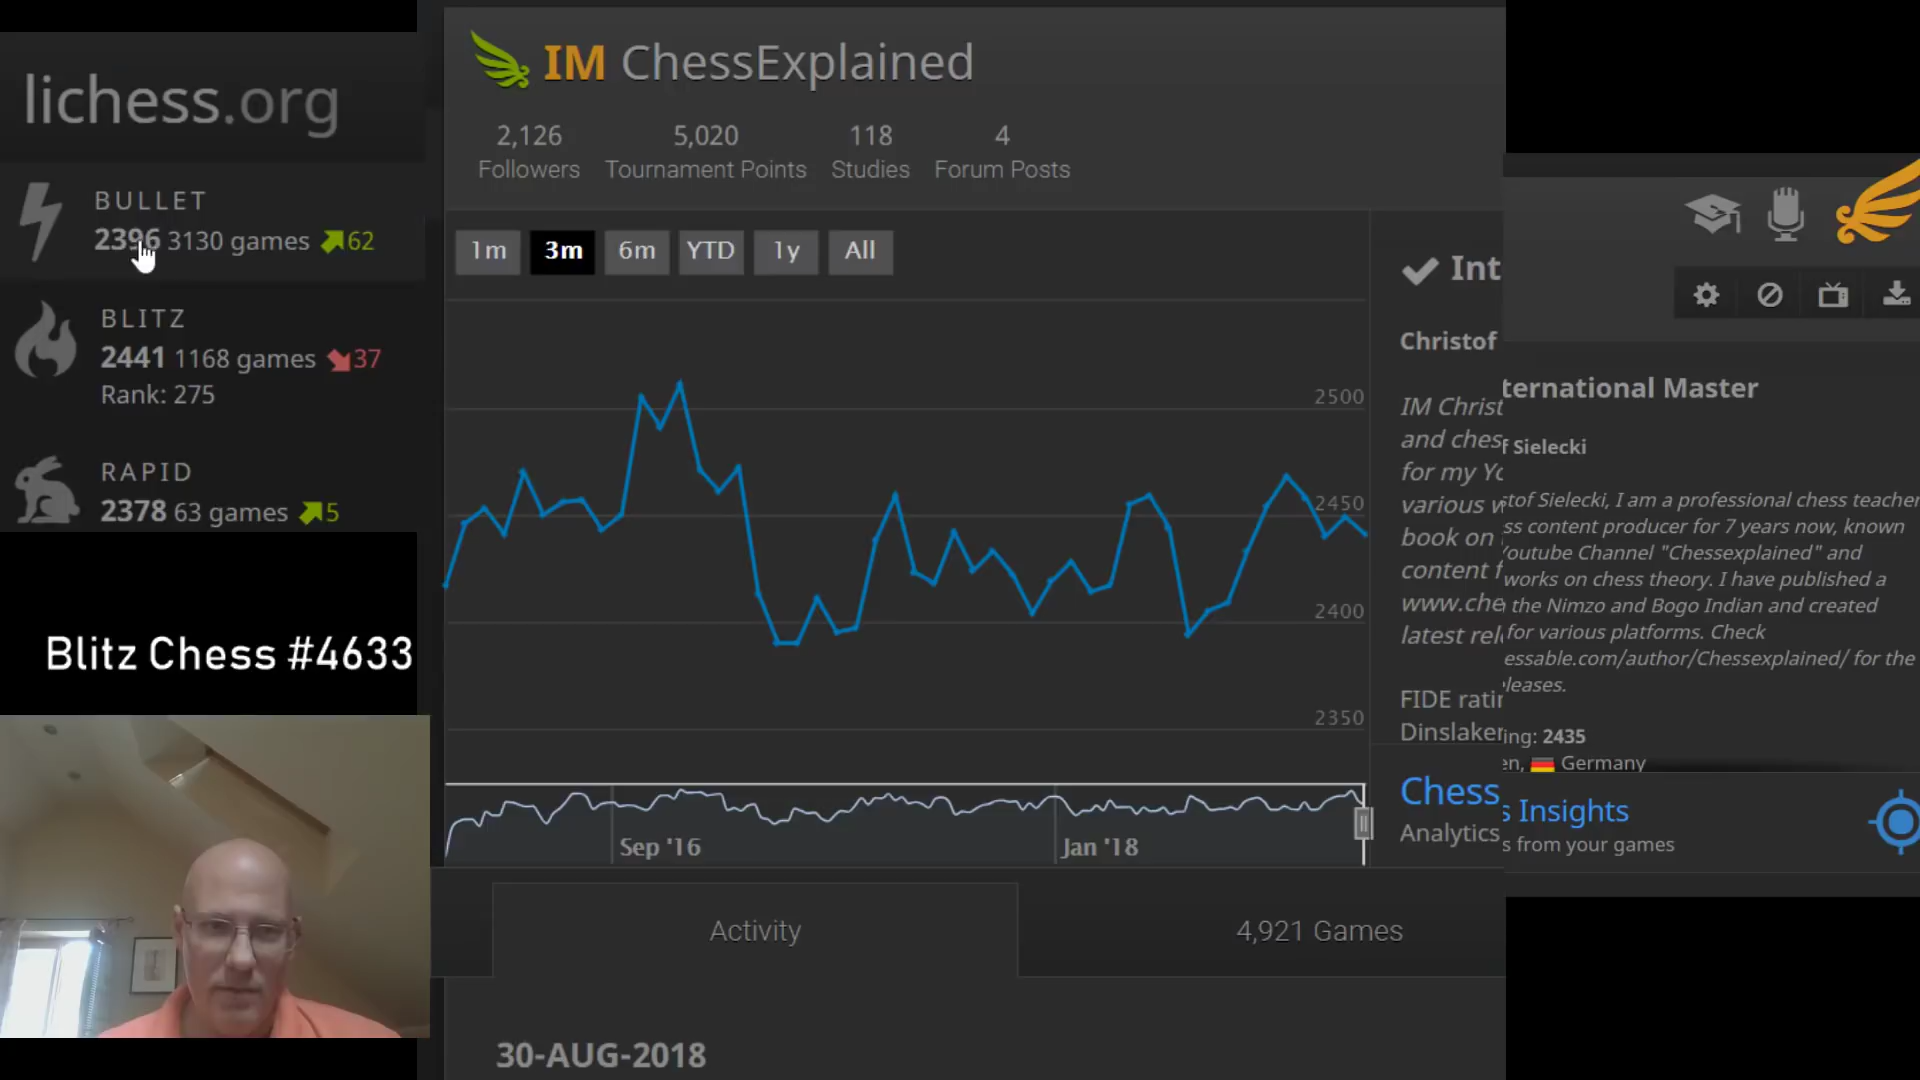 lichess.org
BULLET
2396 3130 games 62
BLITZ
2441 1168 games 37
Rank: 275
RAPID
2378 63 games 5
Blitz Chess #4633
IM ChessExplained
2,126 5,020 118 4
Followers Tournament Points Studies Forum Posts
1m 3m 6m YTD 1y All
2500
2450
2400
2350
Sep '16 Jan '18
Activity 4,921 Games
30-AUG-2018
Int
Christof
IM Christ
and ches
for my Yo
various w
book on
content f
www.che
latest rel
FIDE ratin
Dinslaken
Chess
Analytics
ternational Master
f Sielecki
stof Sielecki, I am a professional chess teacher
ss content producer for 7 years now, known
Youtube Channel "Chessexplained" and
works on chess theory. I have published a
the Nimzo and Bogo Indian and created
for various platforms. Check
essable.com/author/Chessexplained/ for the
leases.
ing: 2435
en, Germany
s Insights
s from your games